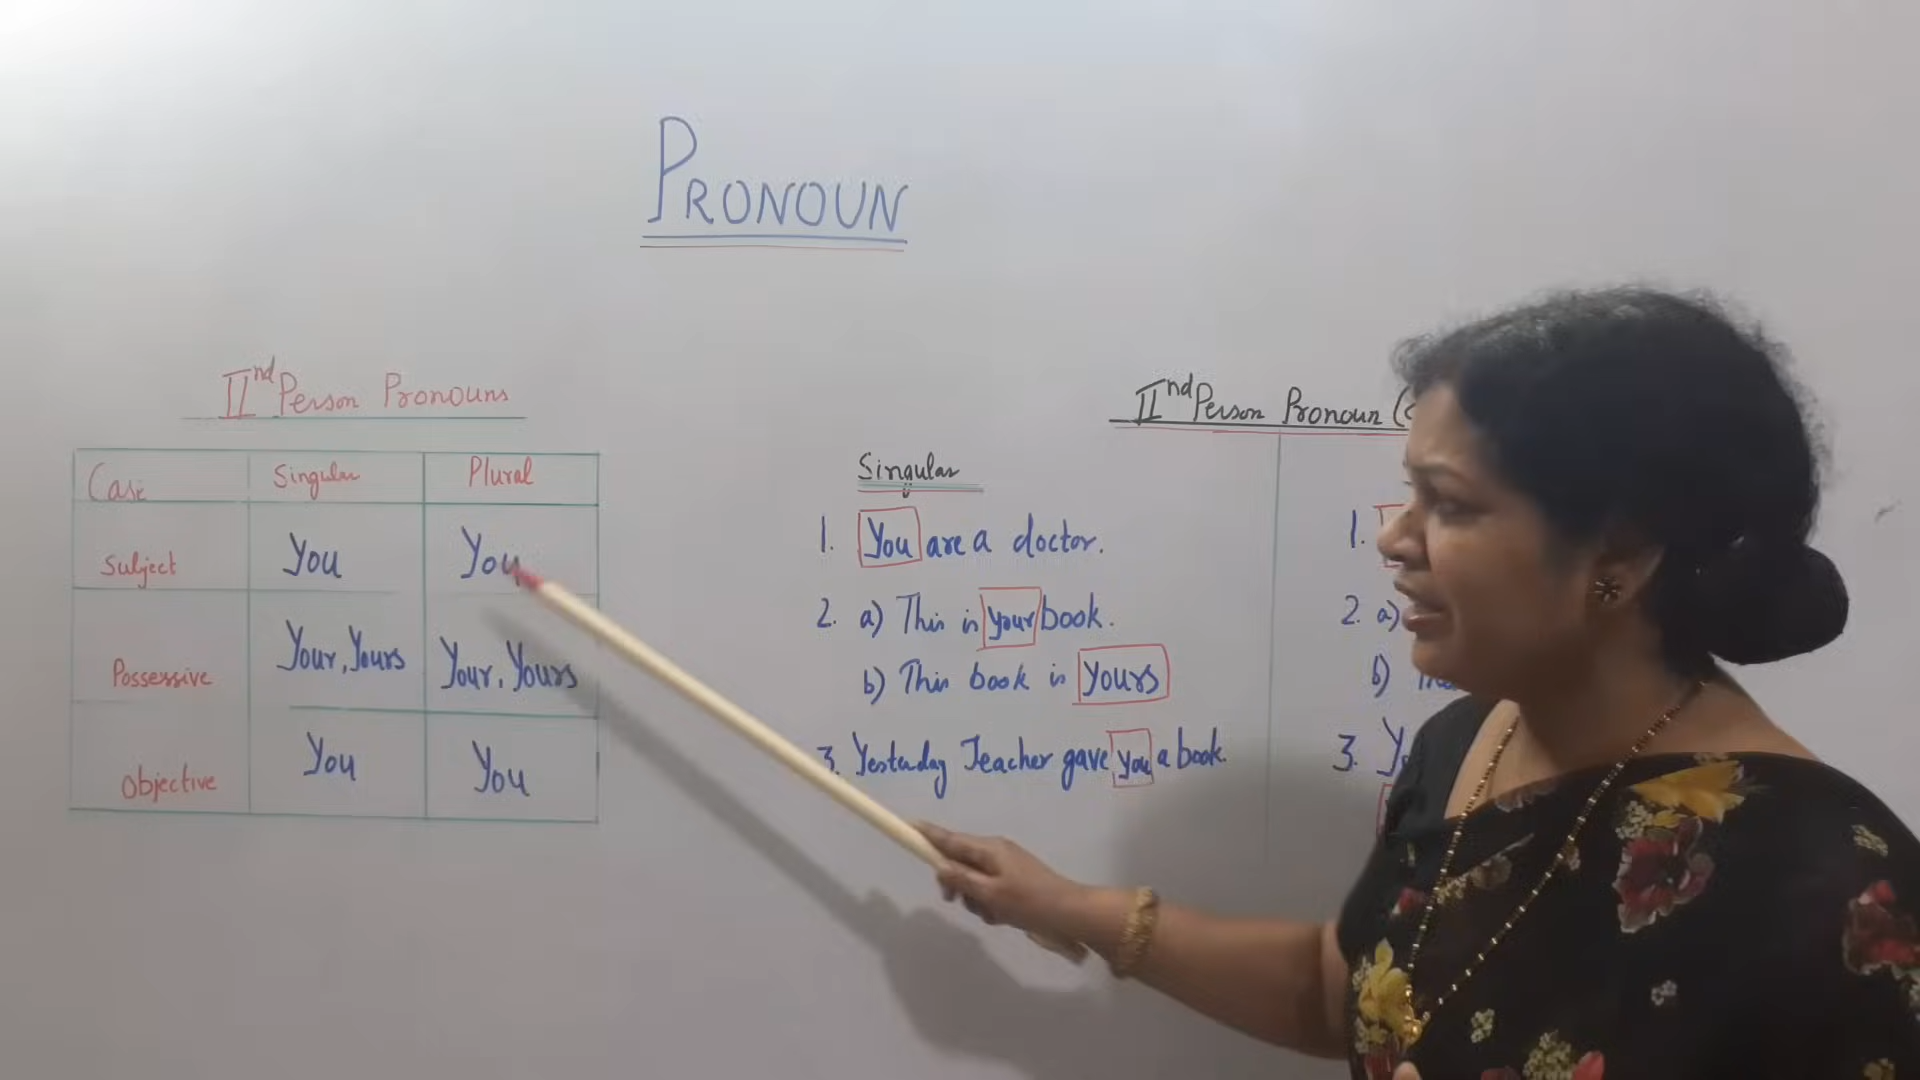 PRONOUN
IInd Person Pronouns
Case Singular Plural
Subject You You
Possessive Your, Yours Your, Yours
Objective You You
IInd Person Pronoun (
Singular
1. You are a doctor.
2. a) This is your book.
b) This book is yours
3. Yesterday Teacher gave you a book.
1.
2. a)
b)
3.